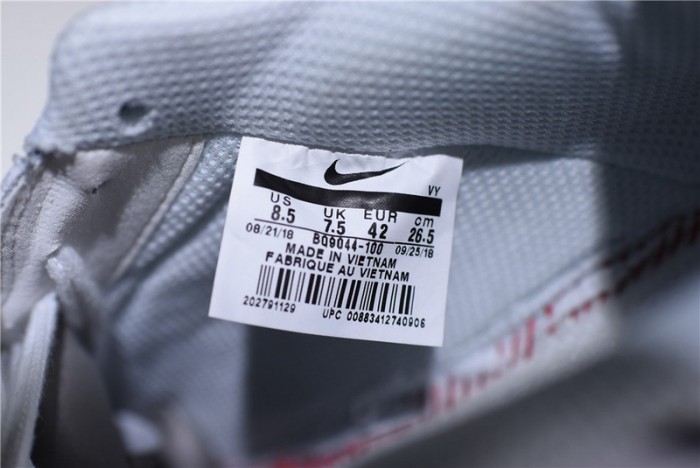 VY
US UK EUR cm
8.5 7.5 42 26.5
08/21/18 BQ9044-100 09/25/18
MADE IN VIETNAM
FABRIQUE AU VIETNAM
202791129 UPC 00883412740906